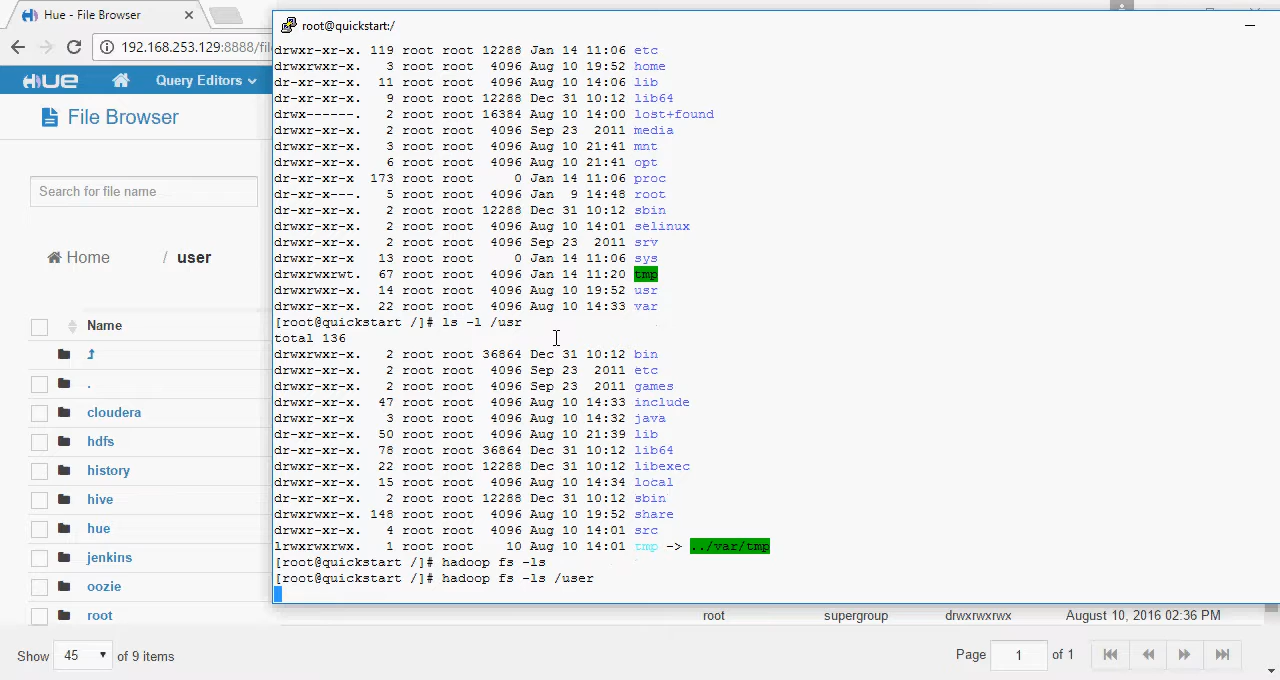 Hue - File Browser
192.168.253.129:8888/fil
HUE Query Editors
File Browser
Search for file name
Home / user
Name
.
cloudera
hdfs
history
hive
hue
jenkins
oozie
root
root@quickstart:/
drwxr-xr-x. 119 root root 12288 Jan 14 11:06 etc
drwxrwxr-x. 3 root root 4096 Aug 10 19:52 home
dr-xr-xr-x. 11 root root 4096 Aug 10 14:06 lib
dr-xr-xr-x. 9 root root 12288 Dec 31 10:12 lib64
drwx------. 2 root root 16384 Aug 10 14:00 lost+found
drwxr-xr-x. 2 root root 4096 Sep 23 2011 media
drwxr-xr-x. 3 root root 4096 Aug 10 21:41 mnt
drwxr-xr-x. 6 root root 4096 Aug 10 21:41 opt
dr-xr-xr-x 173 root root 0 Jan 14 11:06 proc
dr-xr-x---. 5 root root 4096 Jan 9 14:48 root
dr-xr-xr-x. 2 root root 12288 Dec 31 10:12 sbin
drwxr-xr-x. 2 root root 4096 Aug 10 14:01 selinux
drwxr-xr-x. 2 root root 4096 Sep 23 2011 srv
drwxr-xr-x 13 root root 0 Jan 14 11:06 sys
drwxrwxrwt. 67 root root 4096 Jan 14 11:20 tmp
drwxrwxrwx. 14 root root 4096 Aug 10 19:52 usr
drwxr-xr-x. 22 root root 4096 Aug 10 14:33 var
[root@quickstart /]# ls -l /usr
total 136
drwxrwxrwx. 2 root root 36864 Dec 31 10:12 bin
drwxr-xr-x. 2 root root 4096 Sep 23 2011 etc
drwxr-xr-x. 2 root root 4096 Sep 23 2011 games
drwxr-xr-x. 47 root root 4096 Aug 10 14:33 include
drwxr-xr-x 3 root root 4096 Aug 10 14:32 java
dr-xr-xr-x. 50 root root 4096 Aug 10 21:39 lib
dr-xr-xr-x. 78 root root 36864 Dec 31 10:12 lib64
drwxr-xr-x. 22 root root 12288 Dec 31 10:12 libexec
drwxr-xr-x. 15 root root 4096 Aug 10 14:34 local
dr-xr-xr-x. 2 root root 12288 Dec 31 10:12 sbin
drwxrwxr-x. 148 root root 4096 Aug 10 19:52 share
drwxr-xr-x. 4 root root 4096 Aug 10 14:01 src
lrwxrwxrwx. 1 root root 10 Aug 10 14:01 tmp -> ../var/tmp
[root@quickstart /]# hadoop fs -ls
[root@quickstart /]# hadoop fs -ls /user
root supergroup drwxrwxrwx August 10, 2016 02:36 PM
Show 45 of 9 items
Page 1 of 1